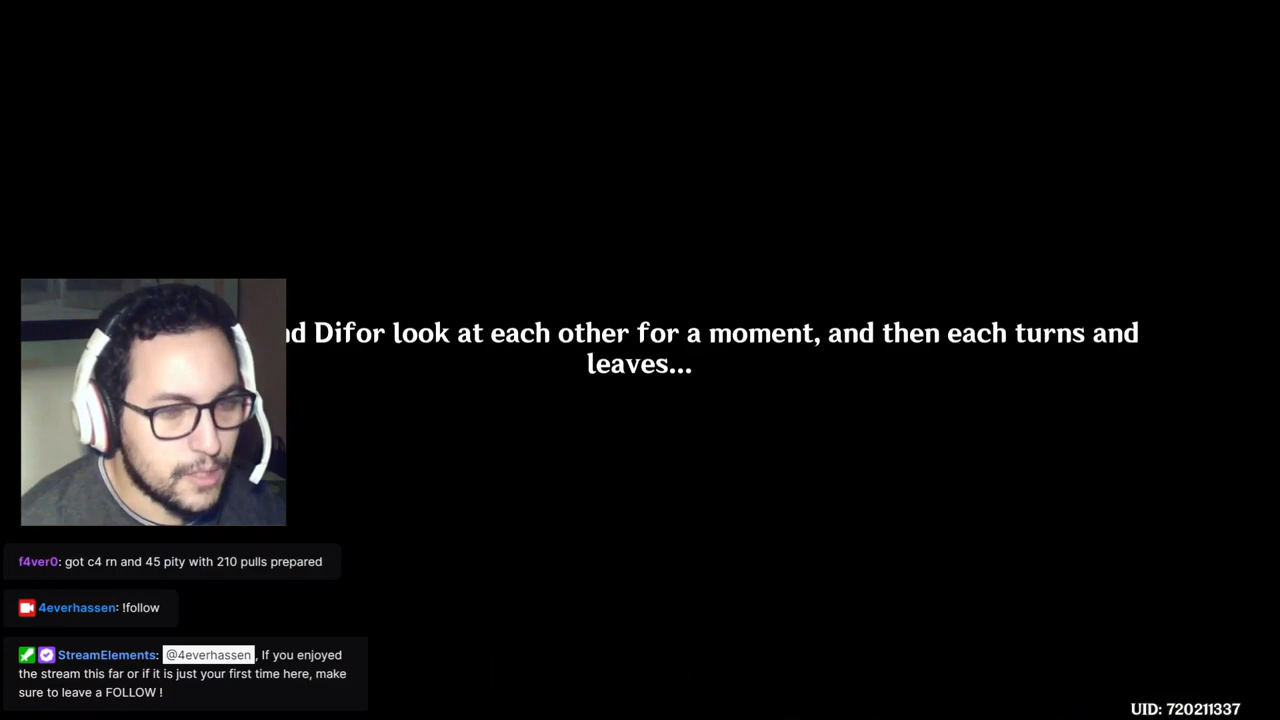 Difor look at each other for a moment, and then each turns and
leaves...
f4ver0: got c4 rn and 45 pity with 210 pulls prepared
4everhassen: !follow
StreamElements: @4everhassen, If you enjoyed
the stream this far or if it is just your first time here, make
sure to leave a FOLLOW !
UID: 720211337